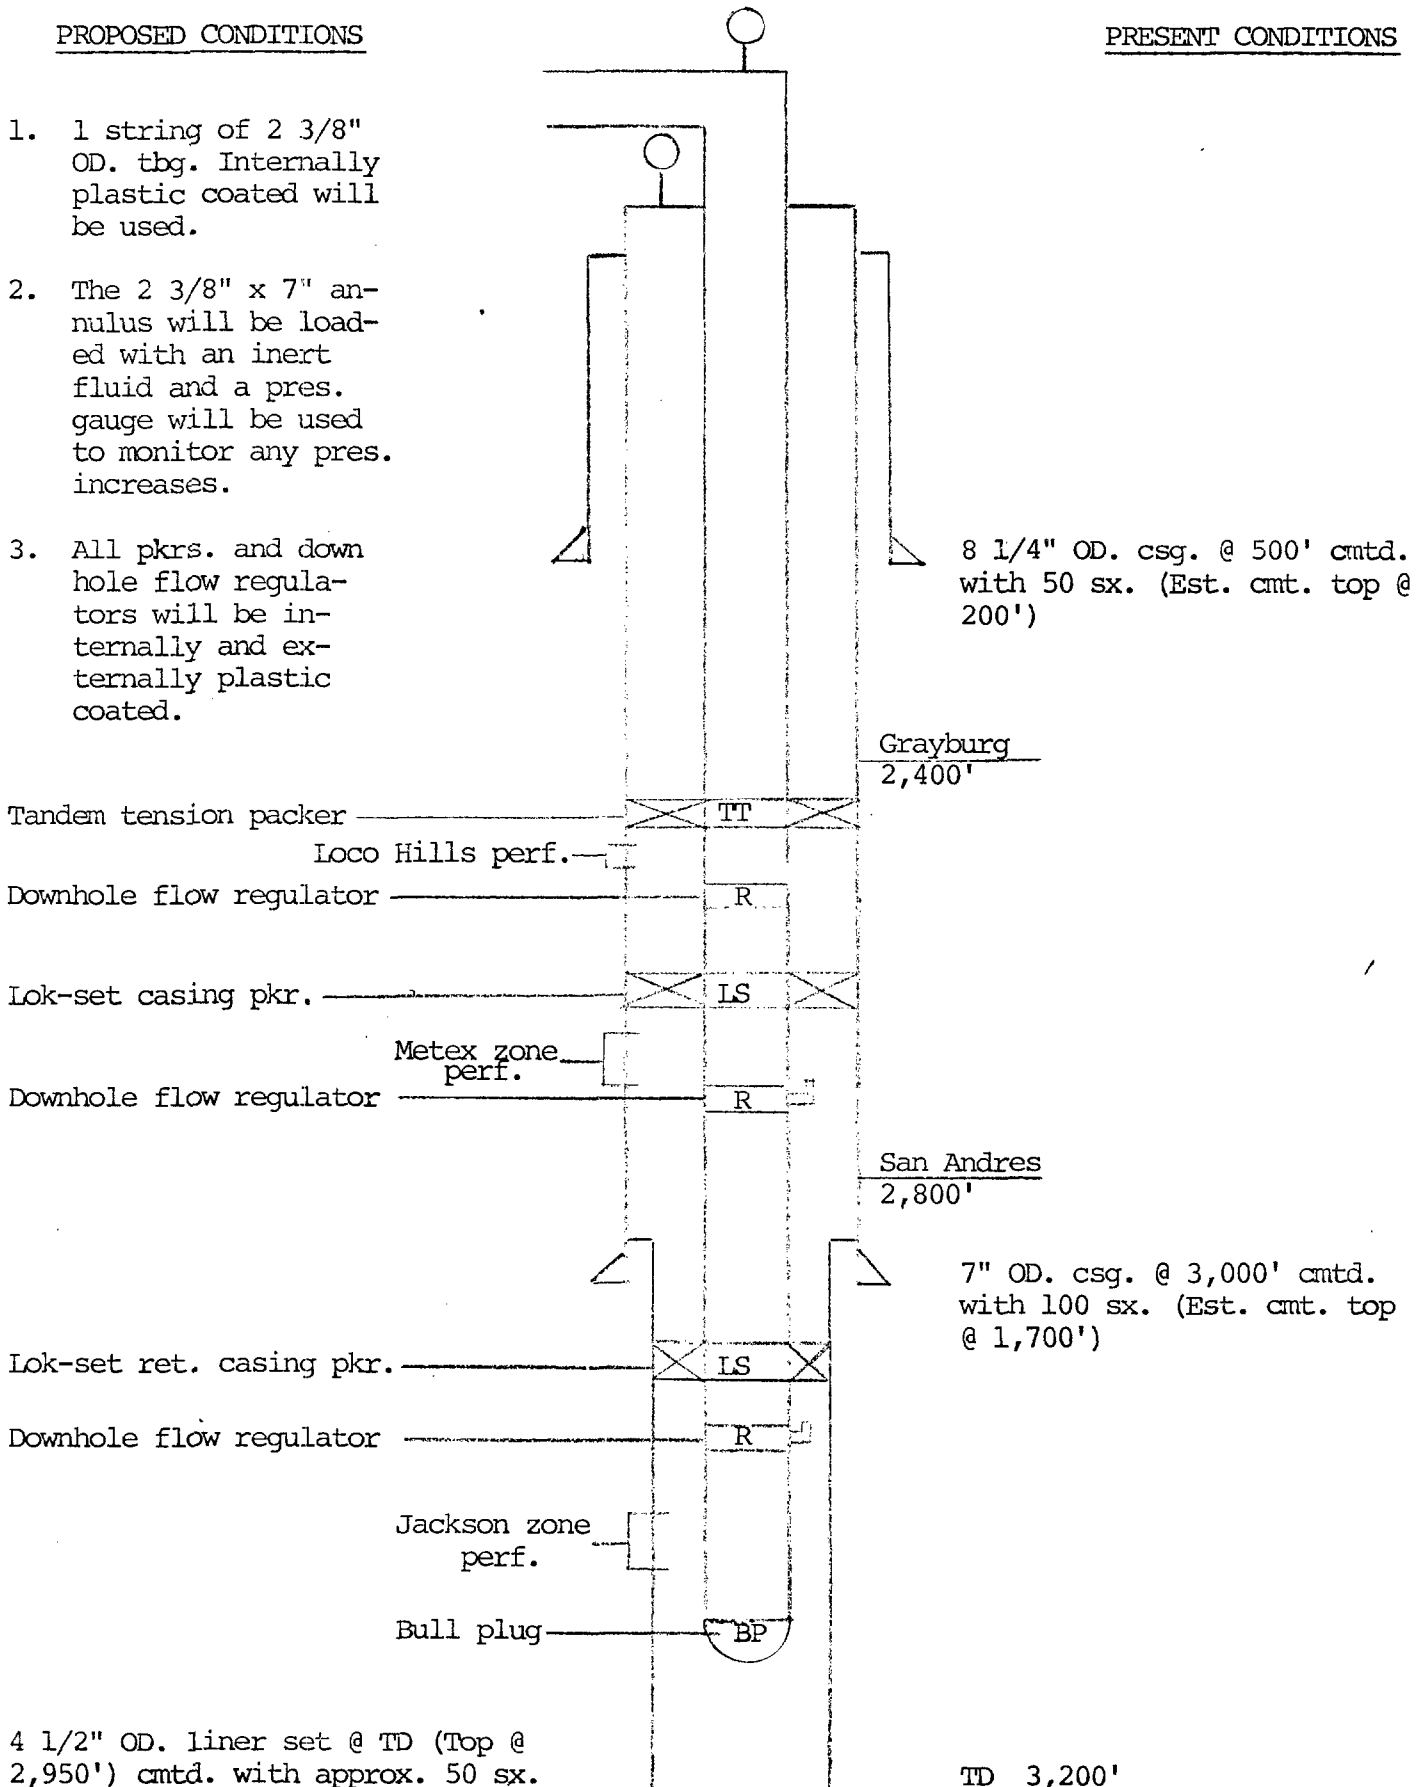 PROPOSED CONDITIONS
PRESENT CONDITIONS
1. 1 string of 2 3/8"
OD. tbg. Internally
plastic coated will
be used.
2. The 2 3/8" x 7" an-
nulus will be load-
ed with an inert
fluid and a pres.
gauge will be used
to monitor any pres.
increases.
3. All pkrs. and down
hole flow regula-
tors will be in-
ternally and ex-
ternally plastic
coated.
8 1/4" OD. csg. @ 500' cmtd.
with 50 sx. (Est. cmt. top @
200')
Grayburg
2,400'
Tandem tension packer
TT
Loco Hills perf.
Downhole flow regulator
R
Lok-set casing pkr.
LS
Metex zone
perf.
Downhole flow regulator
R
San Andres
2,800'
7" OD. csg. @ 3,000' cmtd.
with 100 sx. (Est. cmt. top
@ 1,700')
Lok-set ret. casing pkr.
LS
Downhole flow regulator
R
Jackson zone
perf.
Bull plug
BP
4 1/2" OD. liner set @ TD (Top @
2,950') cmtd. with approx. 50 sx.
TD 3,200'